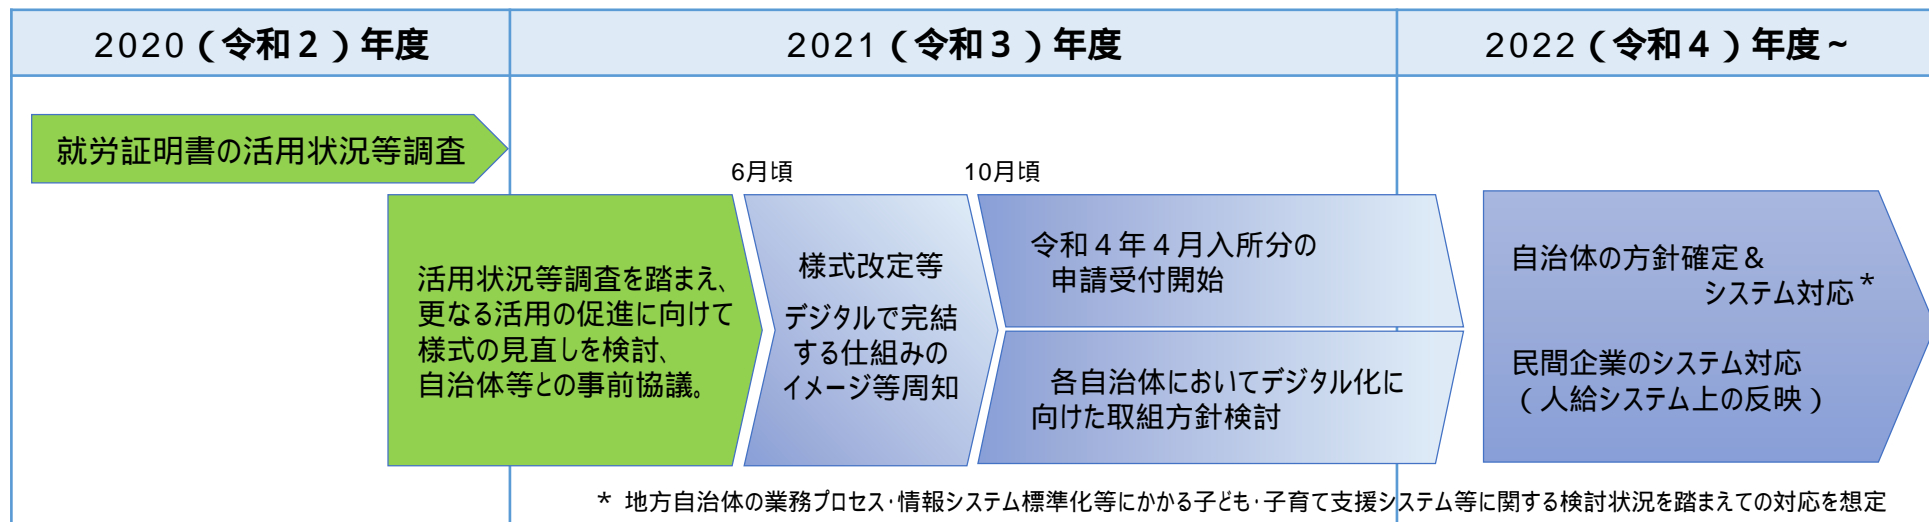 2020（令和２）年度
2021（令和３）年度
2022（令和４）年度~
就労証明書の活用状況等調査
6月頃
10月頃
活用状況等調査を踏まえ、
更なる活用の促進に向けて
様式の見直しを検討、
自治体等との事前協議。
様式改定等
デジタルで完結
する仕組みの
イメージ等周知
令和４年４月入所分の
申請受付開始
各自治体においてデジタル化に
向けた取組方針検討
自治体の方針確定＆
システム対応*
民間企業のシステム対応
（人給システム上の反映）
* 地方自治体の業務プロセス・情報システム標準化等にかかる子ども・子育て支援システム等に関する検討状況を踏まえての対応を想定